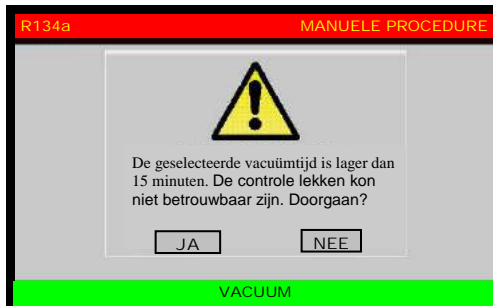 R134a MANUELE PROCEDURE
De geselecteerde vacuümtijd is lager dan
15 minuten. De controle lekken kon
niet betrouwbaar zijn. Doorgaan?
JA NEE
VACUUM